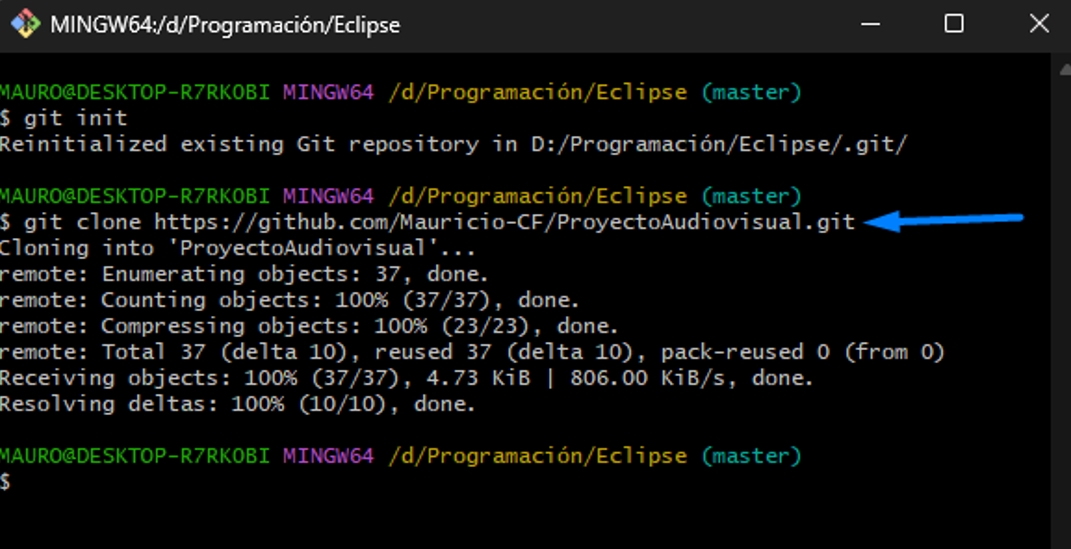 MINGW64:/d/Programación/Eclipse
MAURO@DESKTOP-R7RKOBI MINGW64 /d/Programación/Eclipse (master)
$ git init
Reinitialized existing Git repository in D:/Programación/Eclipse/.git/
MAURO@DESKTOP-R7RKOBI MINGW64 /d/Programación/Eclipse (master)
$ git clone https://github.com/Mauricio-CF/ProyectoAudiovisual.git
Cloning into 'ProyectoAudiovisual'...
remote: Enumerating objects: 37, done.
remote: Counting objects: 100% (37/37), done.
remote: Compressing objects: 100% (23/23), done.
remote: Total 37 (delta 10), reused 37 (delta 10), pack-reused 0 (from 0)
Receiving objects: 100% (37/37), 4.73 KiB | 806.00 KiB/s, done.
Resolving deltas: 100% (10/10), done.
MAURO@DESKTOP-R7RKOBI MINGW64 /d/Programación/Eclipse (master)
$